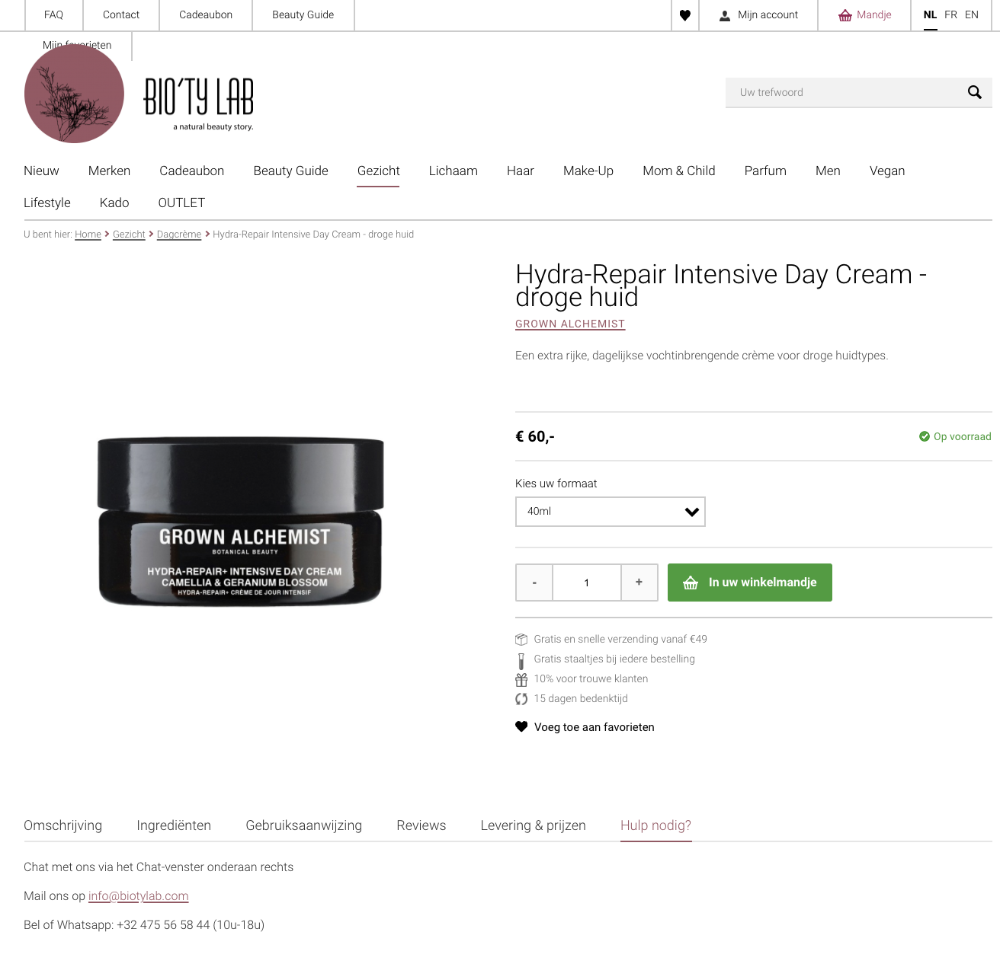 FAQ
Contact
Cadeaubon
Beauty Guide
Mijn account
Mandje
NL FR EN
Mijn favorieten
BIO'TY LAB
a natural beauty story.
Uw trefwoord
Nieuw Merken Cadeaubon Beauty Guide Gezicht Lichaam Haar Make-Up Mom & Child Parfum Men Vegan
Lifestyle Kado OUTLET
U bent hier: Home Gezicht Dagcrème Hydra-Repair Intensive Day Cream - droge huid
Hydra-Repair Intensive Day Cream -
droge huid
GROWN ALCHEMIST
Een extra rijke, dagelijkse vochtinbrengende crème voor droge huidtypes.
€ 60,-
Op voorraad
Kies uw formaat
40ml
- 1 +
In uw winkelmandje
Gratis en snelle verzending vanaf €49
Gratis staaltjes bij iedere bestelling
10% voor trouwe klanten
15 dagen bedenktijd
Voeg toe aan favorieten
GROWN ALCHEMIST
BOTANICAL BEAUTY
HYDRA-REPAIR+ INTENSIVE DAY CREAM
CAMELLIA & GERANIUM BLOSSOM
HYDRA-REPAIR+ CRÈME DE JOUR INTENSIF
Omschrijving Ingrediënten Gebruiksaanwijzing Reviews Levering & prijzen Hulp nodig?
Chat met ons via het Chat-venster onderaan rechts
Mail ons op info@biotylab.com
Bel of Whatsapp: +32 475 56 58 44 (10u-18u)